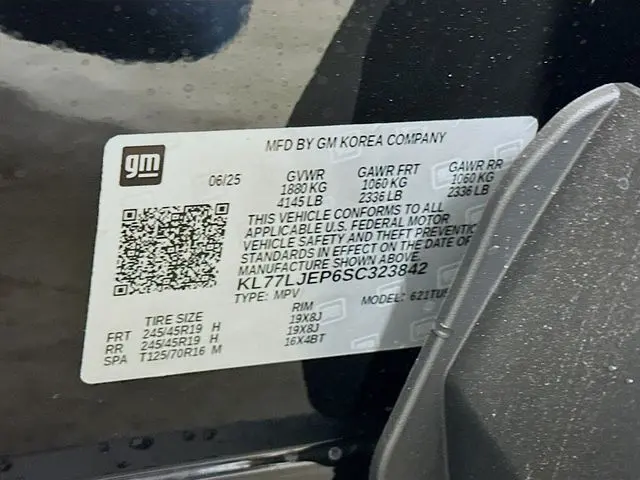 gm
MFD BY GM KOREA COMPANY
06/25 GVWR GAWR FRT GAWR RR
1880 KG 1060 KG 1060 KG
4145 LB 2336 LB 2336 LB
THIS VEHICLE CONFORMS TO ALL
APPLICABLE U.S. FEDERAL MOTOR
VEHICLE SAFETY AND THEFT PREVENTIO
STANDARDS IN EFFECT ON THE DATE OF
MANUFACTURE SHOWN ABOVE.
KL77LJEP6SC323842
TYPE: MPV MODEL: 621TU5
TIRE SIZE RIM
FRT 245/45R19 H 19X8J
RR 245/45R19 H 19X8J
SPA T125/70R16 M 16X4BT